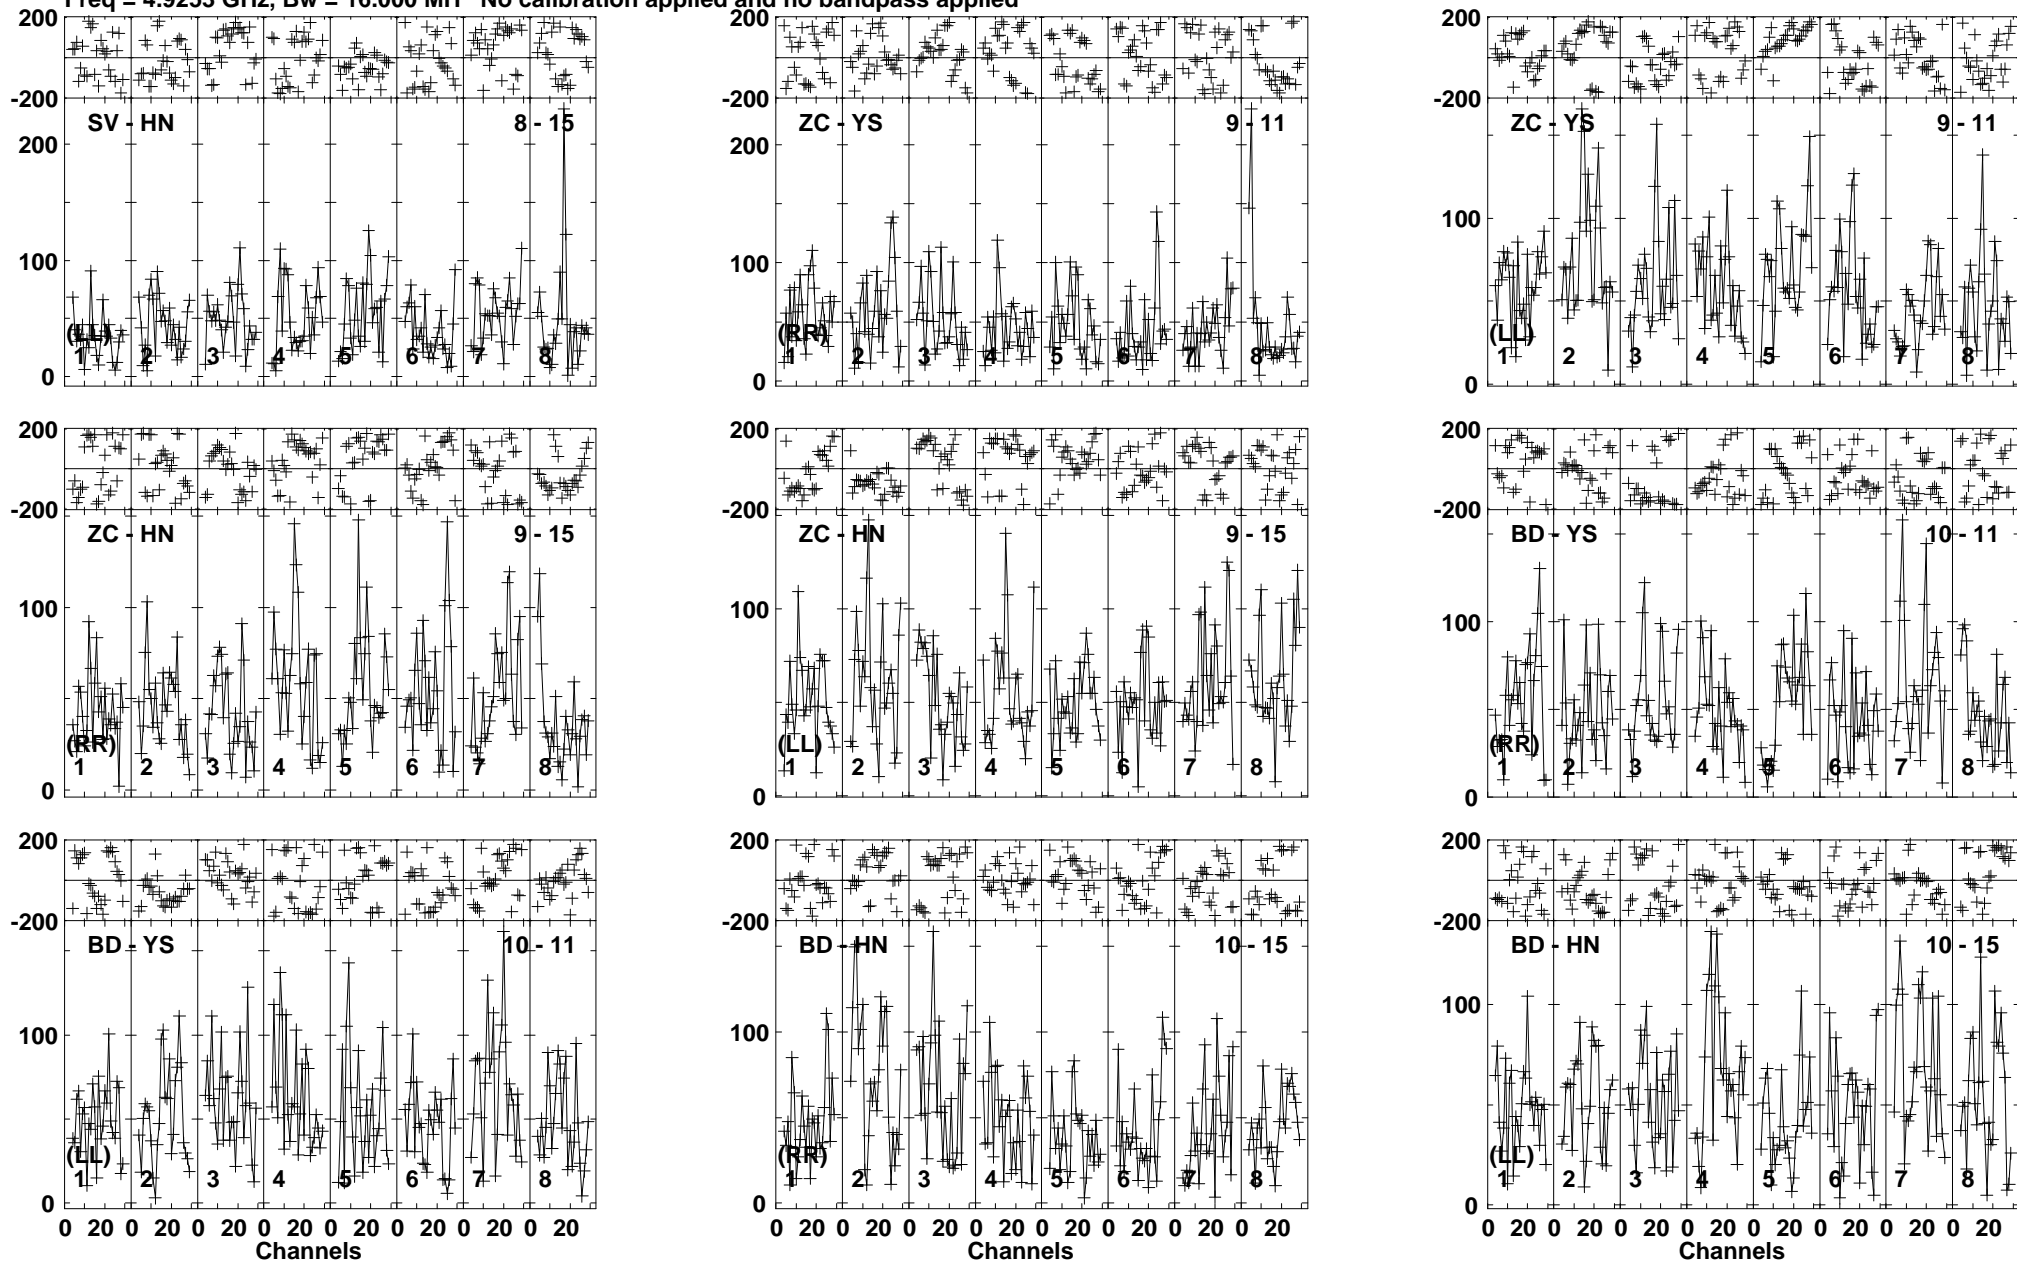 Freq = 4.9253 GHz, Bw = 16.000 MH No calibration applied and no bandpass applied
200 200 200
-200 -200 -200
SV - HN 8 - 15 ZC - YS 9 - 11 ZC - YS 9 - 11
200 200
100 100 100
(LL) (RR) (LL)
1 2 3 4 5 6 7 8 1 2 3 4 5 6 7 8 1 2 3 4 5 6 7 8
0 0 0
200 200 200
-200 -200 -200
ZC - HN 9 - 15 ZC - HN 9 - 15 BD - YS 10 - 11
100 100 100
(RR) (LL) (RR)
1 2 3 4 5 6 7 8 1 2 3 4 5 6 7 8 1 2 3 4 5 6 7 8
0 0 0
200 200 200
-200 -200 -200
BD - YS 10 - 11 BD - HN 10 - 15 BD - HN 10 - 15
100 100 100
(LL) (RR) (LL)
1 2 3 4 5 6 7 8 1 2 3 4 5 6 7 8 1 2 3 4 5 6 7 8
0 0 0
0 20 0 20 0 20 0 20 0 20 0 20 0 20 0 20 0 20 0 20 0 20 0 20 0 20 0 20 0 20 0 20 0 20 0 20 0 20 0 20 0 20 0 20 0 20 0 20
Channels Channels Channels